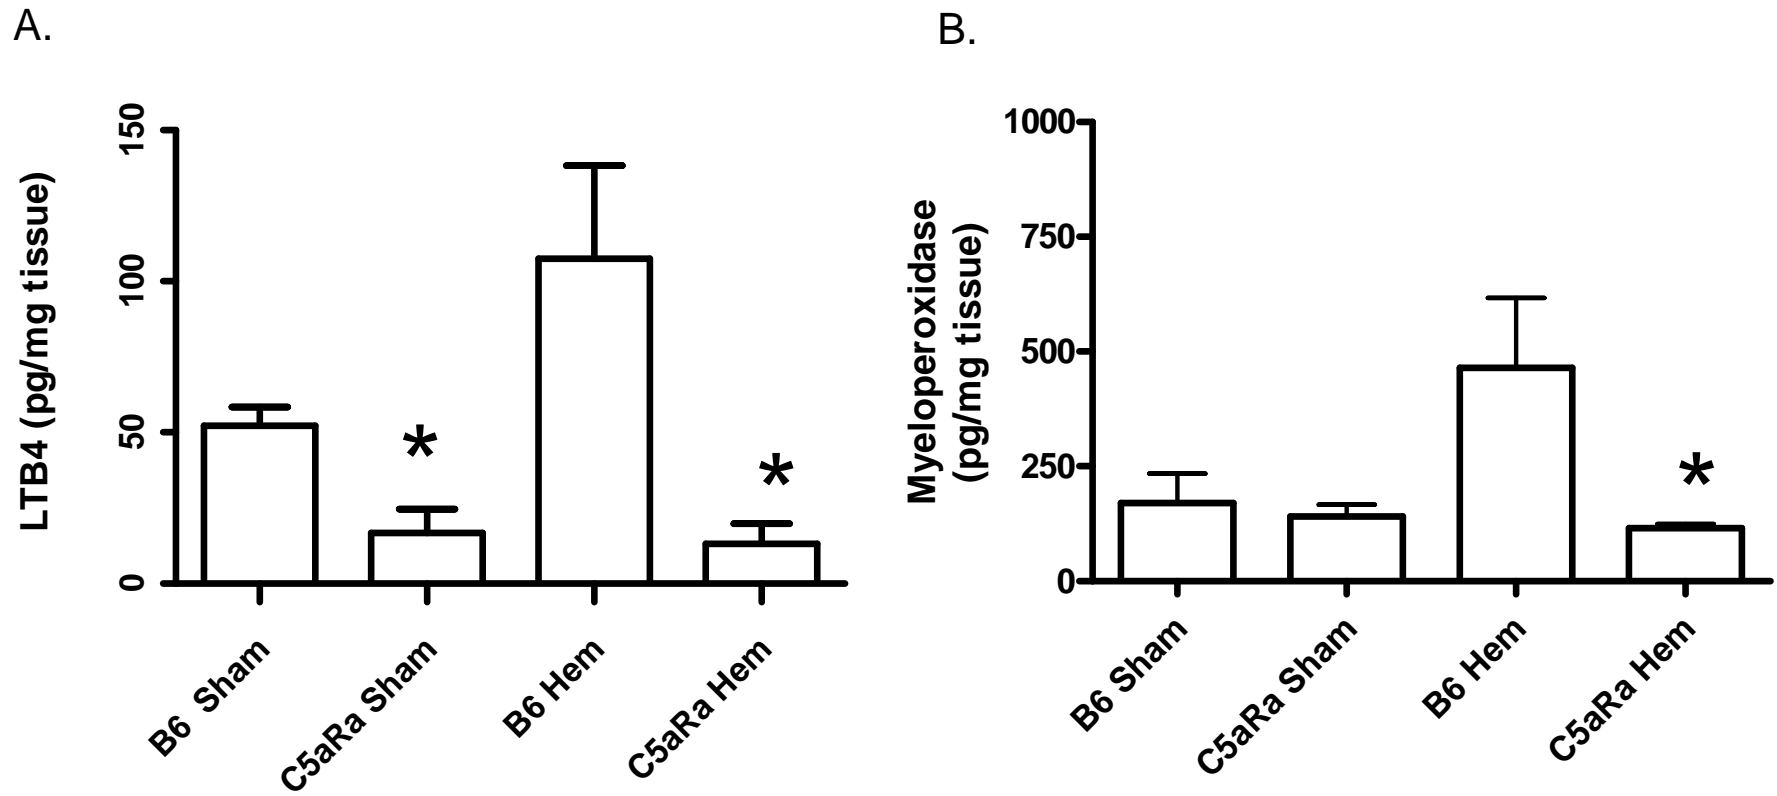 A.
LTB4 (pg/mg tissue)
150
100
50
0
*
*
B6 Sham
C5aRa Sham
B6 Hem
C5aRa Hem
B.
Myeloperoxidase
(pg/mg tissue)
1000
750
500
250
0
*
B6 Sham
C5aRa Sham
B6 Hem
C5aRa Hem